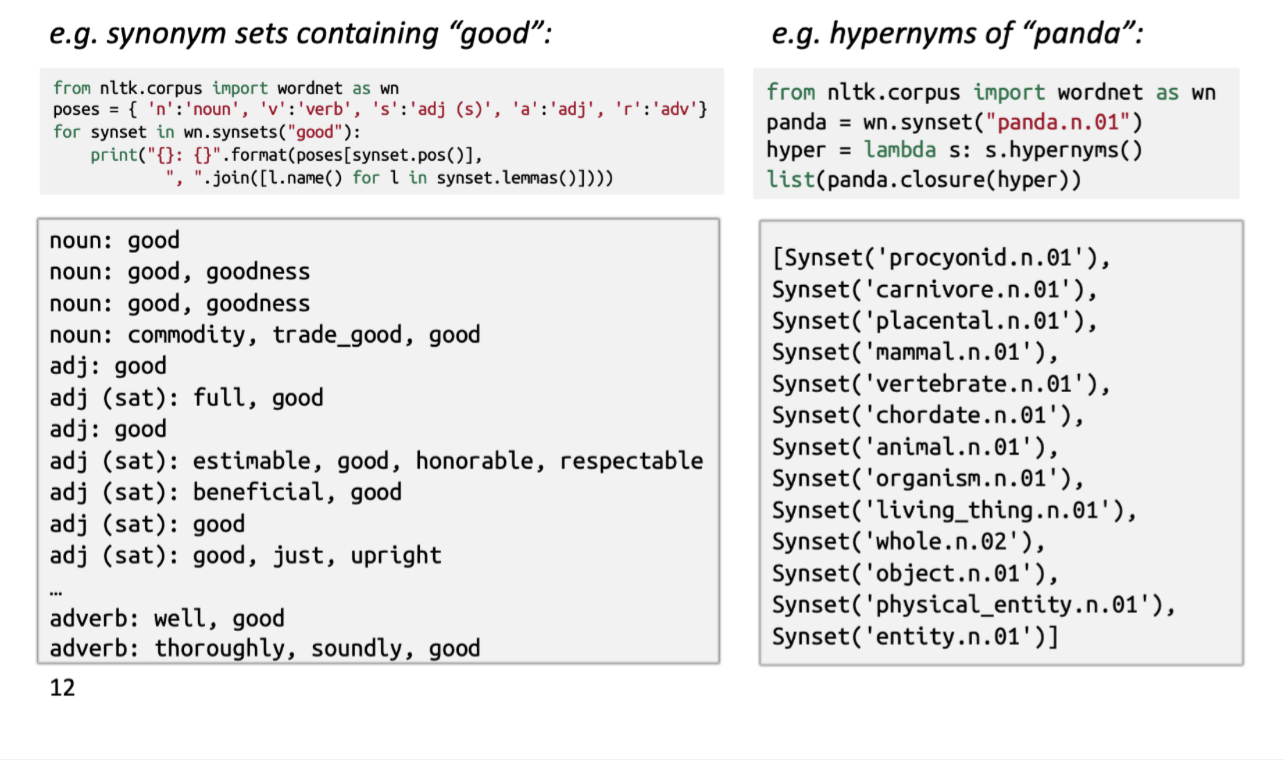 e.g. synonym sets containing “good”:
from nltk.corpus import wordnet as wn
poses = { 'n':'noun', 'v':'verb', 's':'adj (s)', 'a':'adj', 'r':'adv'}
for synset in wn.synsets("good"):
    print("{}: {}".format(poses[synset.pos()],
            ", ".join([l.name() for l in synset.lemmas()])))
noun: good
noun: good, goodness
noun: good, goodness
noun: commodity, trade_good, good
adj: good
adj (sat): full, good
adj: good
adj (sat): estimable, good, honorable, respectable
adj (sat): beneficial, good
adj (sat): good
adj (sat): good, just, upright
…
adverb: well, good
adverb: thoroughly, soundly, good
12
e.g. hypernyms of “panda”:
from nltk.corpus import wordnet as wn
panda = wn.synset("panda.n.01")
hyper = lambda s: s.hypernyms()
list(panda.closure(hyper))
[Synset('procyonid.n.01'),
Synset('carnivore.n.01'),
Synset('placental.n.01'),
Synset('mammal.n.01'),
Synset('vertebrate.n.01'),
Synset('chordate.n.01'),
Synset('animal.n.01'),
Synset('organism.n.01'),
Synset('living_thing.n.01'),
Synset('whole.n.02'),
Synset('object.n.01'),
Synset('physical_entity.n.01'),
Synset('entity.n.01')]